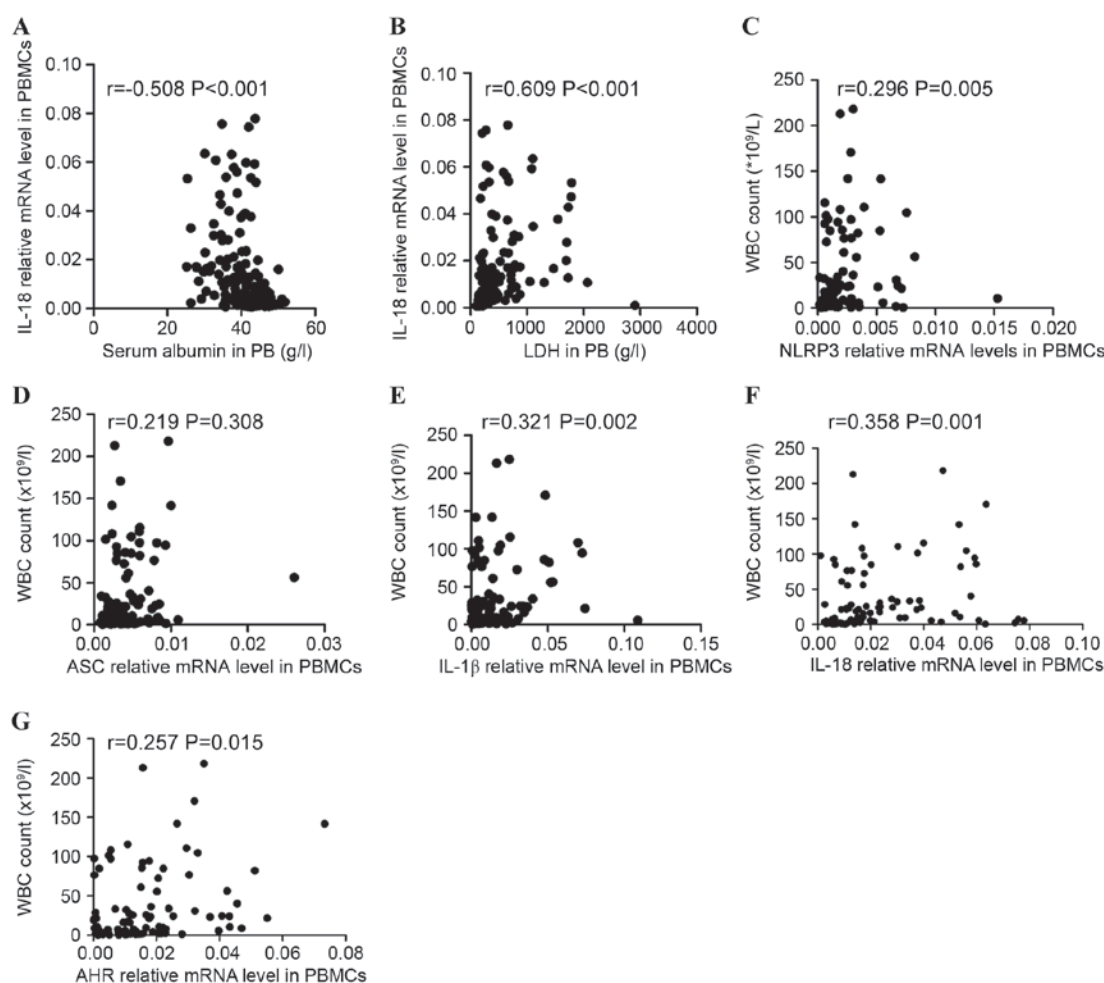 A
IL-18 relative mRNA level in PBMCs
r=-0.508 P<0.001
0.10
0.08
0.06
0.04
0.02
0.00
0 20 40 60
Serum albumin in PB (g/l)
B
IL-18 relative mRNA level in PBMCs
r=0.609 P<0.001
0.10
0.08
0.06
0.04
0.02
0.00
0 1000 2000 3000 4000
LDH in PB (g/l)
C
WBC count (*10⁹/L)
r=0.296 P=0.005
250
200
150
100
50
0
0.000 0.005 0.010 0.015 0.020
NLRP3 relative mRNA levels in PBMCs
D
WBC count (x10⁹/l)
r=0.219 P=0.308
250
200
150
100
50
0
0.00 0.01 0.02 0.03
ASC relative mRNA level in PBMCs
E
WBC count (x10⁹/l)
r=0.321 P=0.002
250
200
150
100
50
0
0.00 0.05 0.10 0.15
IL-1β relative mRNA level in PBMCs
F
WBC count (x10⁹/l)
r=0.358 P=0.001
250
200
150
100
50
0
0.00 0.02 0.04 0.06 0.08 0.10
IL-18 relative mRNA level in PBMCs
G
WBC count (x10⁹/l)
r=0.257 P=0.015
250
200
150
100
50
0
0.00 0.02 0.04 0.06 0.08
AHR relative mRNA level in PBMCs